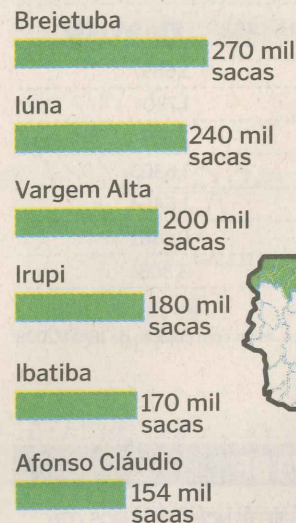 Brejetuba
270 mil
sacas
Iúna
240 mil
sacas
Vargem Alta
200 mil
sacas
Irupi
180 mil
sacas
Ibatiba
170 mil
sacas
Afonso Cláudio
154 mil
sacas